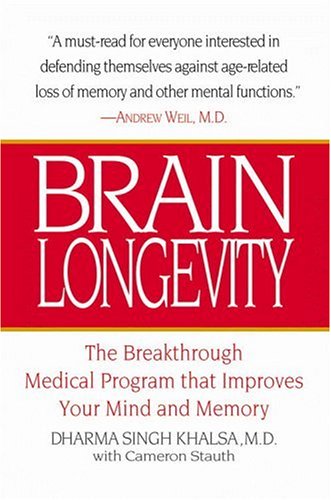 “A must-read for everyone interested in
defending themselves against age-related
loss of memory and other mental functions.”
—ANDREW WEIL, M.D.
BRAIN
LONGEVITY
The Breakthrough
Medical Program that Improves
Your Mind and Memory
DHARMA SINGH KHALSA, M.D.
with Cameron Stauth